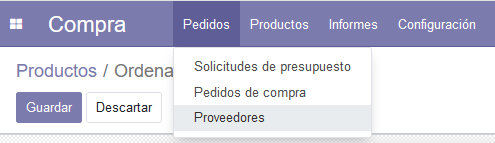 Compra Pedidos Productos Informes Configuración
Solicitudes de presupuesto
Productos / Ordena
Pedidos de compra
Guardar Descartar
Proveedores